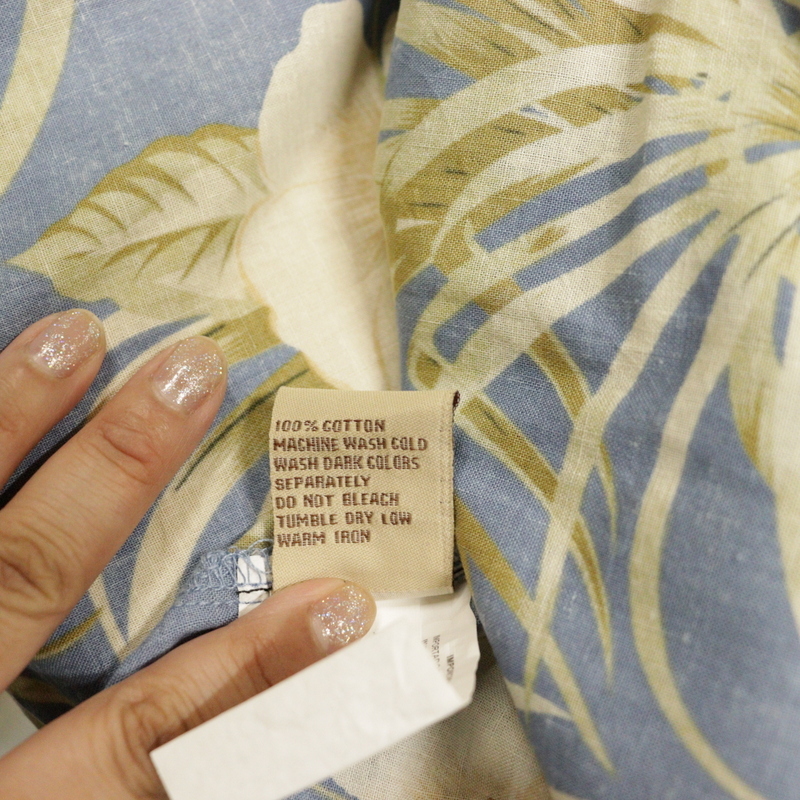 100% COTTON
MACHINE WASH COLD
WASH DARK COLORS
SEPARATELY
DO NOT BLEACH
TUMBLE DRY LOW
WARM IRON